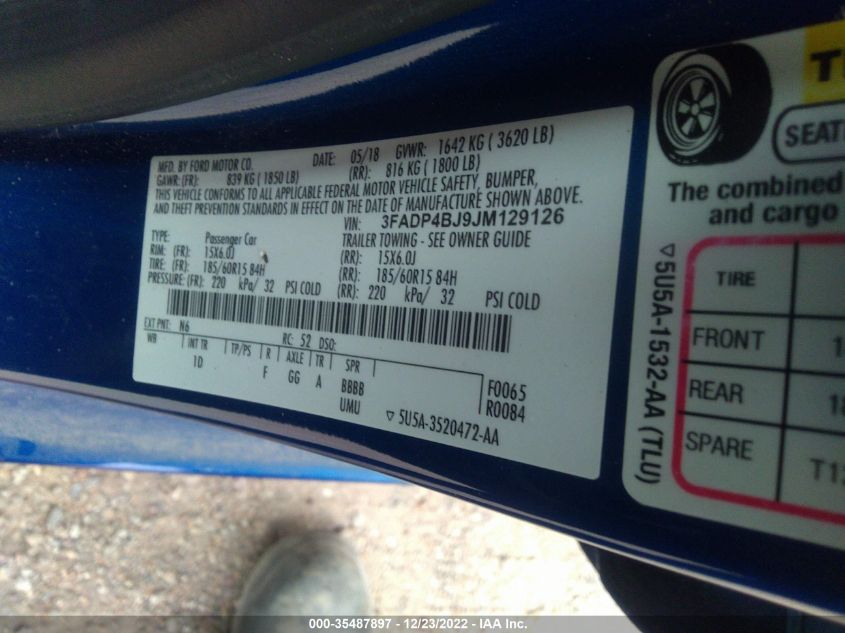 MFD. BY FORD MOTOR CO. DATE: 05/18 GVWR: 1642 KG ( 3620 LB)
GAWR: (FR): 839 KG ( 1850 LB) (RR): 816 KG ( 1800 LB)
THIS VEHICLE CONFORMS TO ALL APPLICABLE FEDERAL MOTOR VEHICLE SAFETY, BUMPER,
AND THEFT PREVENTION STANDARDS IN EFFECT ON THE DATE OF MANUFACTURE SHOWN ABOVE.
VIN: 3FADP4BJ9JM129126
TYPE: Passenger Car TRAILER TOWING - SEE OWNER GUIDE
RIM: (FR): 15X6.0J (RR): 15X6.0J
TIRE: (FR): 185/60R15 84H (RR): 185/60R15 84H
PRESSURE: (FR): 220 kPa/ 32 PSI COLD (RR): 220 kPa/ 32 PSI COLD
EXT PNT: N6 RC: 52 DSO:
WB INT TR TP/PS R AXLE TR SPR
1D F GG A BBBB F0065
UMU R0084
▽ 5U5A-3520472-AA
SEAT
The combined
and cargo
TIRE
FRONT
REAR
SPARE
▽5U5A-1532-AA (TLU)
000-35487897 - 12/23/2022 - IAA Inc.